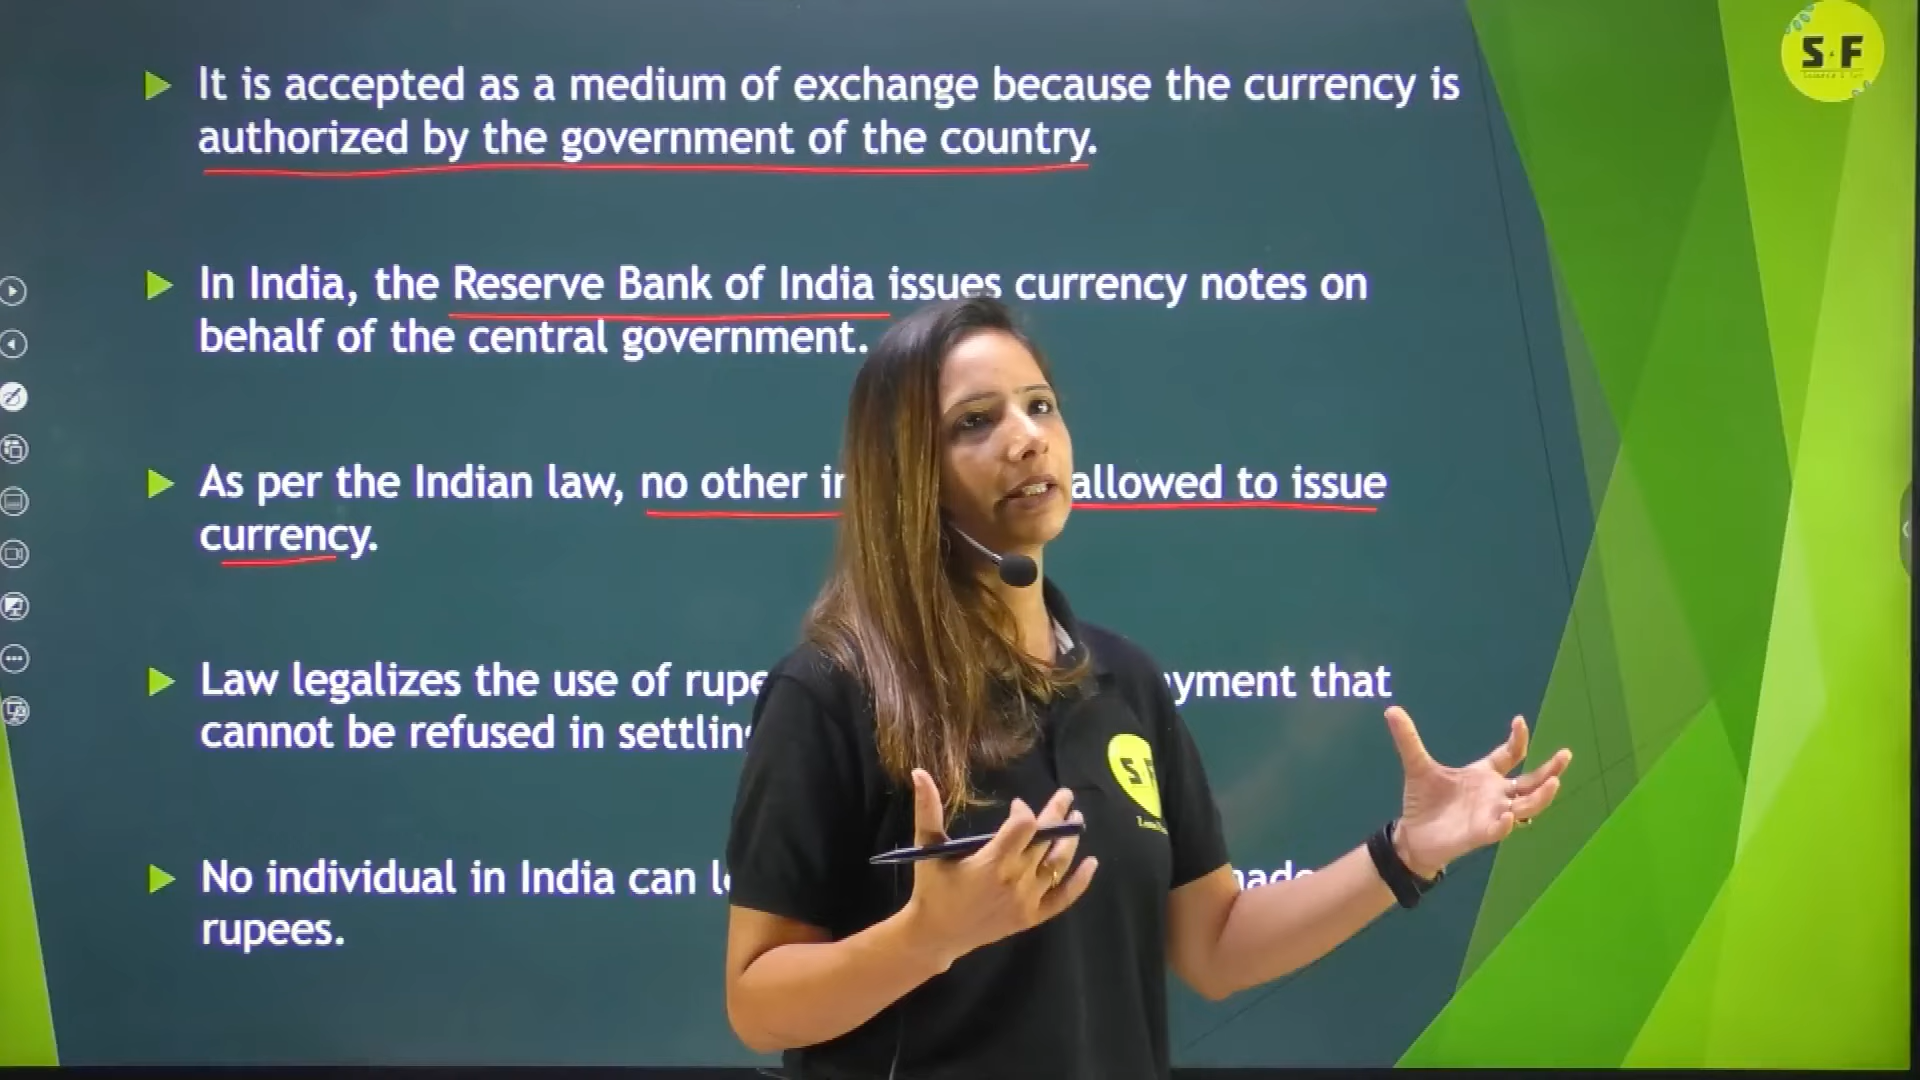 It is accepted as a medium of exchange because the currency is
authorized by the government of the country.
S F
In India, the Reserve Bank of India issues currency notes on
behalf of the central government.
As per the Indian law, no other allowed to issue
currency.
Law legalizes the use of that
cannot be refused in
No individual in India can
rupees.
S F